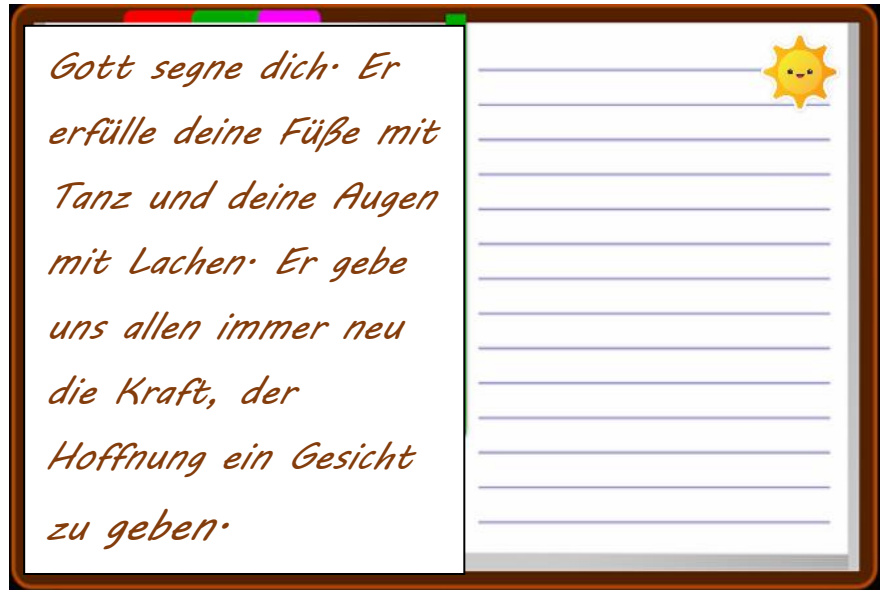 Gott segne dich. Er
erfülle deine Füße mit
Tanz und deine Augen
mit Lachen. Er gebe
uns allen immer neu
die Kraft, der
Hoffnung ein Gesicht
zu geben.